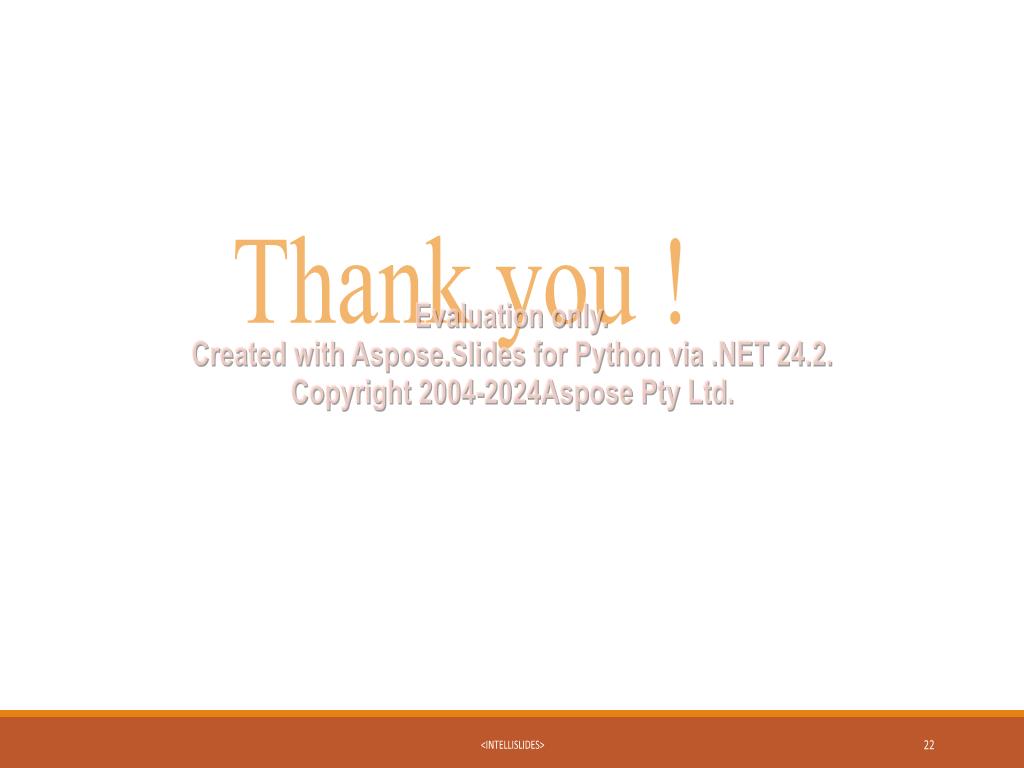 Thank you !
Evaluation only.
Created with Aspose.Slides for Python via .NET 24.2.
Copyright 2004-2024Aspose Pty Ltd.
<INTELLISLIDES>
22